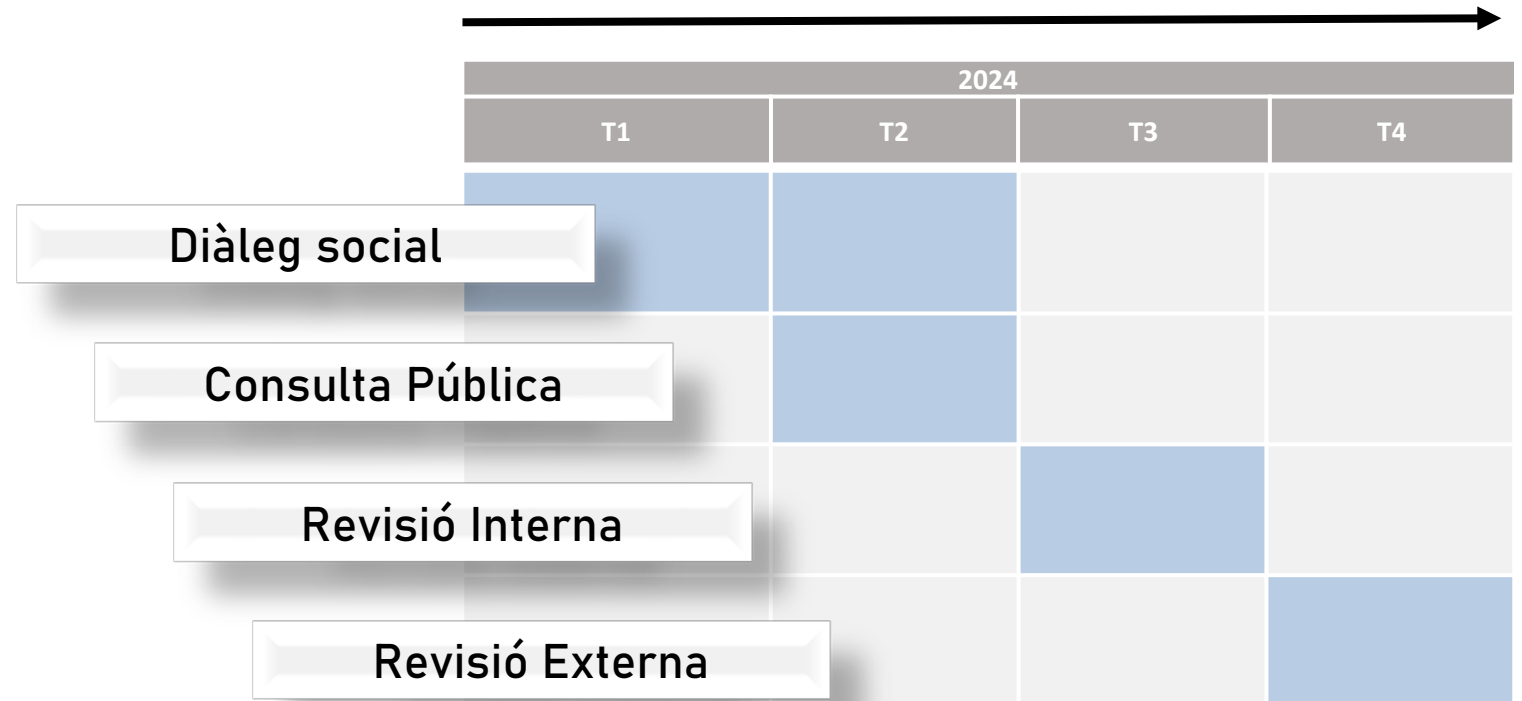 2024
T1 T2 T3 T4
Diàleg social
Consulta Pública
Revisió Interna
Revisió Externa